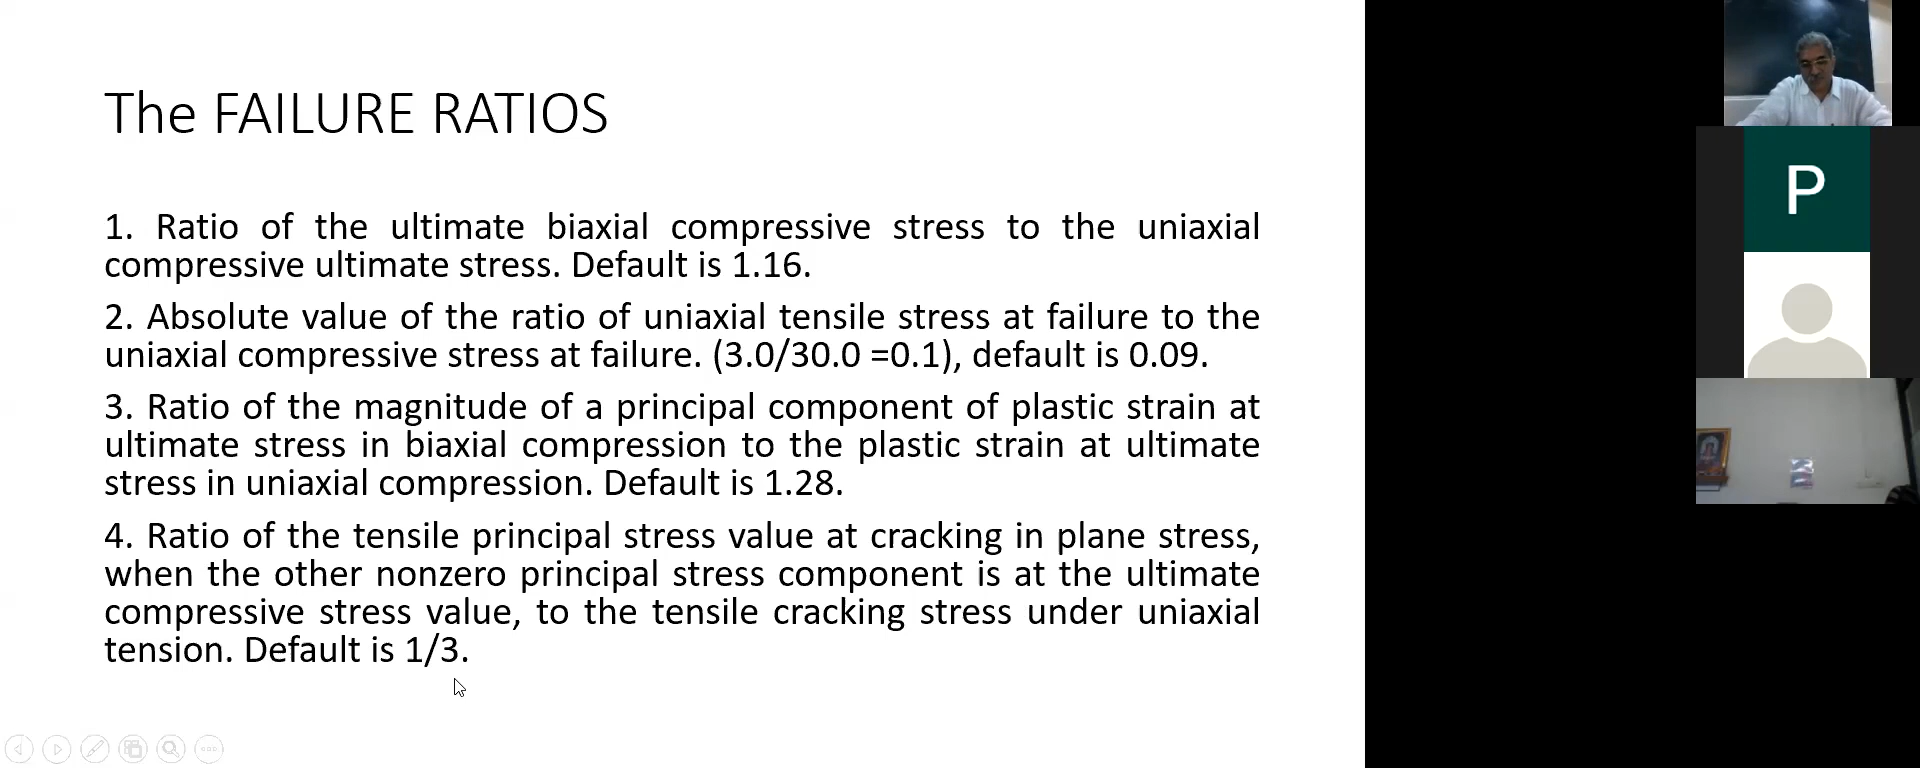 The FAILURE RATIOS
1. Ratio of the ultimate biaxial compressive stress to the uniaxial
compressive ultimate stress. Default is 1.16.
2. Absolute value of the ratio of uniaxial tensile stress at failure to the
uniaxial compressive stress at failure. (3.0/30.0 =0.1), default is 0.09.
3. Ratio of the magnitude of a principal component of plastic strain at
ultimate stress in biaxial compression to the plastic strain at ultimate
stress in uniaxial compression. Default is 1.28.
4. Ratio of the tensile principal stress value at cracking in plane stress,
when the other nonzero principal stress component is at the ultimate
compressive stress value, to the tensile cracking stress under uniaxial
tension. Default is 1/3.
P